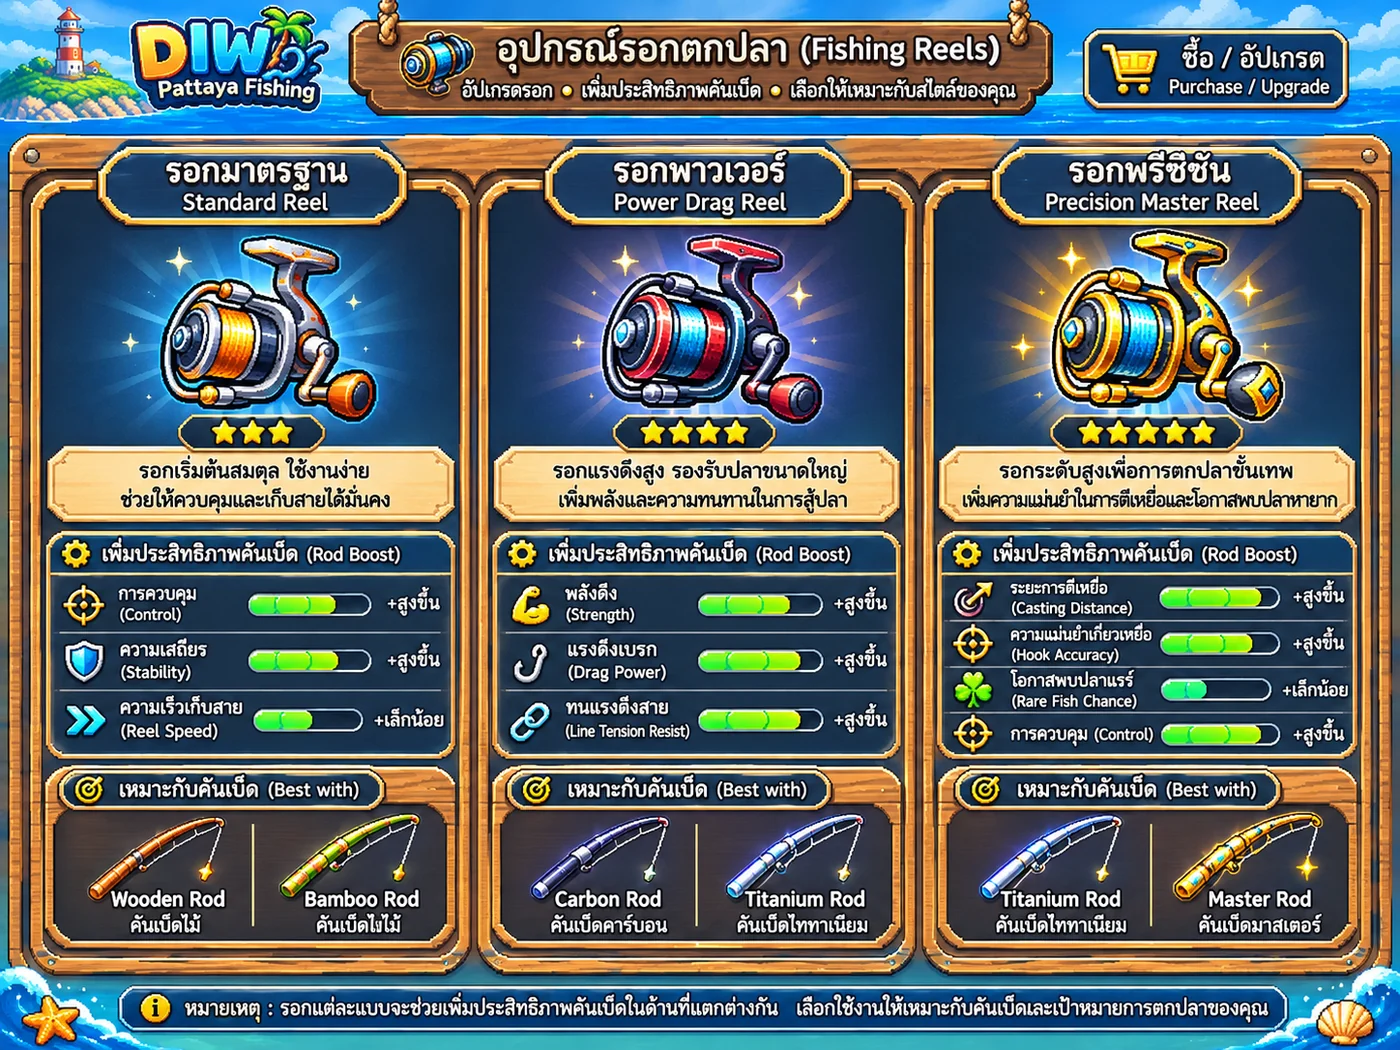 DIW
Pattaya Fishing
อุปกรณ์รอกตกปลา (Fishing Reels)
อัปเกรดรอก • เพิ่มประสิทธิภาพคันเบ็ด • เลือกให้เหมาะกับสไตล์ของคุณ
ซื้อ / อัปเกรต
Purchase / Upgrade
รอกมาตรฐาน
Standard Reel
รอกเริ่มต้นสมดุล ใช้งานง่าย
ช่วยให้ควบคุมและเก็บสายได้มั่นคง
เพิ่มประสิทธิภาพคันเบ็ด (Rod Boost)
การควบคุม
(Control)
+สูงขึ้น
ความเสถียร
(Stability)
+สูงขึ้น
ความเร็วเก็บสาย
(Reel Speed)
+เล็กน้อย
เหมาะกับคันเบ็ด (Best with)
Wooden Rod
คันเบ็ดไม้
Bamboo Rod
คันเบ็ดไผ่ไม้
รอกพาวเวอร์
Power Drag Reel
รอกแรงดึงสูง รองรับปลาขนาดใหญ่
เพิ่มพลังและความทนทานในการสู้ปลา
เพิ่มประสิทธิภาพคันเบ็ด (Rod Boost)
พลังดึง
(Strength)
+สูงขึ้น
แรงดึงเบรก
(Drag Power)
+สูงขึ้น
ทนแรงตึงสาย
(Line Tension Resist)
+สูงขึ้น
เหมาะกับคันเบ็ด (Best with)
Carbon Rod
คันเบ็ดคาร์บอน
Titanium Rod
คันเบ็ดไททาเนียม
รอกพรีซีซัน
Precision Master Reel
รอกระดับสูงเพื่อการตกปลาขั้นเทพ
เพิ่มความแม่นยำในการตีเหยื่อและโอกาสพบปลาหายาก
เพิ่มประสิทธิภาพคันเบ็ด (Rod Boost)
ระยะการตีเหยื่อ
(Casting Distance)
+สูงขึ้น
ความแม่นยำเกี่ยวเหยื่อ
(Hook Accuracy)
+สูงขึ้น
โอกาสพบปลาแรร์
(Rare Fish Chance)
+เล็กน้อย
การควบคุม (Control)
+สูงขึ้น
เหมาะกับคันเบ็ด (Best with)
Titanium Rod
คันเบ็ดไททาเนียม
Master Rod
คันเบ็ดมาสเตอร์
หมายเหตุ : รอกแต่ละแบบจะช่วยเพิ่มประสิทธิภาพคันเบ็ดในด้านที่แตกต่างกัน เลือกใช้งานให้เหมาะกับคันเบ็ดและเป้าหมายการตกปลาของคุณ